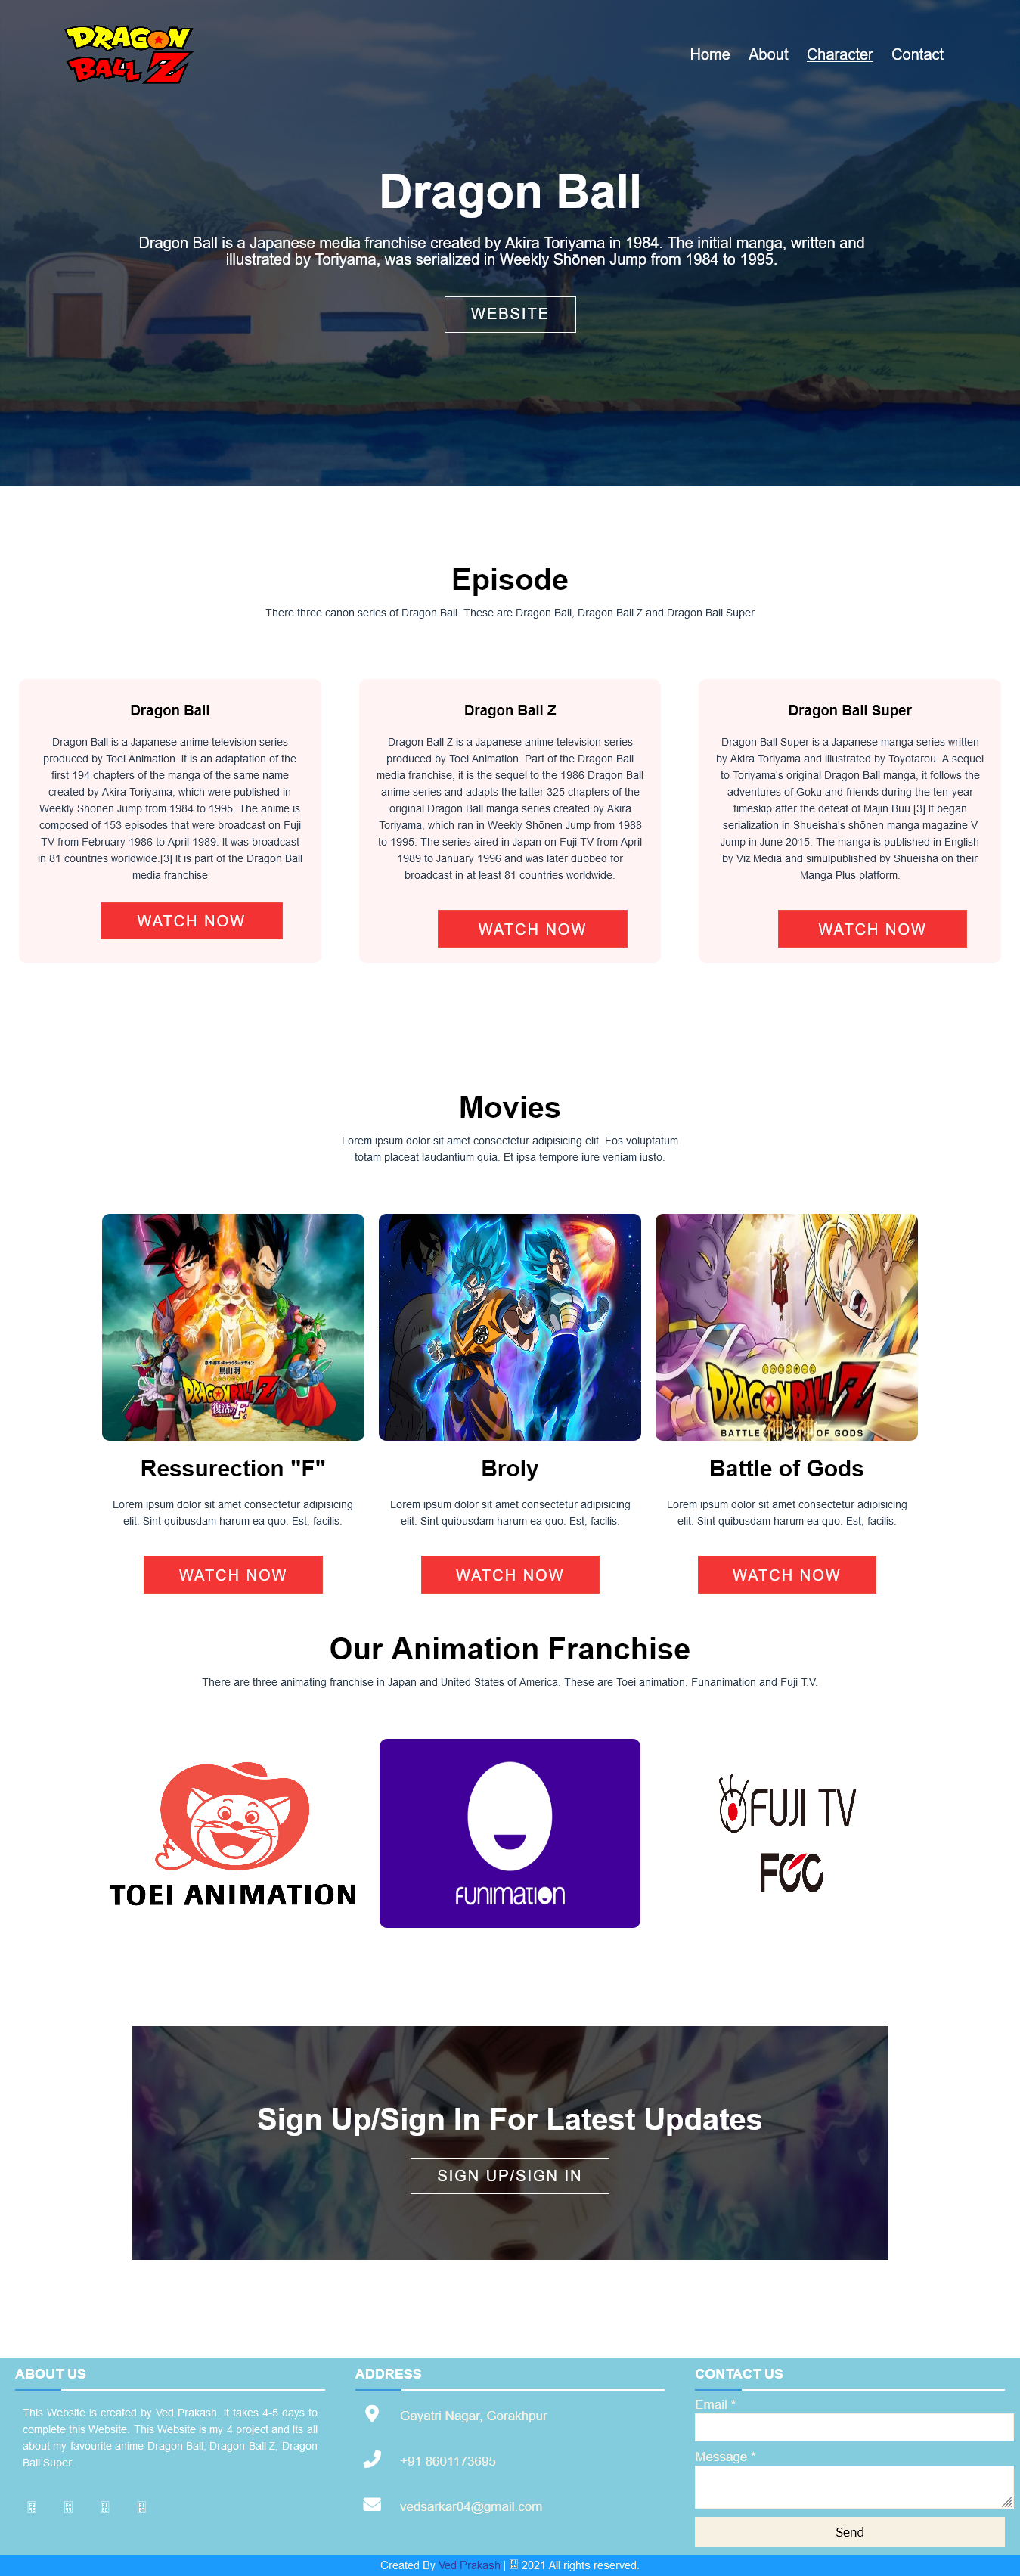 DRAGON
BALL Z
Home About Character Contact
Dragon Ball
Dragon Ball is a Japanese media franchise created by Akira Toriyama in 1984. The initial manga, written and
illustrated by Toriyama, was serialized in Weekly Shōnen Jump from 1984 to 1995.
WEBSITE
Episode
There three canon series of Dragon Ball. These are Dragon Ball, Dragon Ball Z and Dragon Ball Super
Dragon Ball
Dragon Ball is a Japanese anime television series
produced by Toei Animation. It is an adaptation of the
first 194 chapters of the manga of the same name
created by Akira Toriyama, which were published in
Weekly Shōnen Jump from 1984 to 1995. The anime is
composed of 153 episodes that were broadcast on Fuji
TV from February 1986 to April 1989. It was broadcast
in 81 countries worldwide.[3] It is part of the Dragon Ball
media franchise
WATCH NOW
Dragon Ball Z
Dragon Ball Z is a Japanese anime television series
produced by Toei Animation. Part of the Dragon Ball
media franchise, it is the sequel to the 1986 Dragon Ball
anime series and adapts the latter 325 chapters of the
original Dragon Ball manga series created by Akira
Toriyama, which ran in Weekly Shōnen Jump from 1988
to 1995. The series aired in Japan on Fuji TV from April
1989 to January 1996 and was later dubbed for
broadcast in at least 81 countries worldwide.
WATCH NOW
Dragon Ball Super
Dragon Ball Super is a Japanese manga series written
by Akira Toriyama and illustrated by Toyotarou. A sequel
to Toriyama's original Dragon Ball manga, it follows the
adventures of Goku and friends during the ten-year
timeskip after the defeat of Majin Buu.[3] It began
serialization in Shueisha's shōnen manga magazine V
Jump in June 2015. The manga is published in English
by Viz Media and simulpublished by Shueisha on their
Manga Plus platform.
WATCH NOW
Movies
Lorem ipsum dolor sit amet consectetur adipisicing elit. Eos voluptatum
totam placeat laudantium quia. Et ipsa tempore iure veniam iusto.
鳥山明
DRAGONBALL Z
復活の「F」
Ressurection "F"
Lorem ipsum dolor sit amet consectetur adipisicing
elit. Sint quibusdam harum ea quo. Est, facilis.
WATCH NOW
Broly
Lorem ipsum dolor sit amet consectetur adipisicing
elit. Sint quibusdam harum ea quo. Est, facilis.
WATCH NOW
DRAGONBALL Z
神と神
BATTLE OF GODS
Battle of Gods
Lorem ipsum dolor sit amet consectetur adipisicing
elit. Sint quibusdam harum ea quo. Est, facilis.
WATCH NOW
Our Animation Franchise
There are three animating franchise in Japan and United States of America. These are Toei animation, Funanimation and Fuji T.V.
TOEI ANIMATION
funimation
FUJI TV
FCC
Sign Up/Sign In For Latest Updates
SIGN UP/SIGN IN
ABOUT US
This Website is created by Ved Prakash. It takes 4-5 days to
complete this Website. This Website is my 4 project and Its all
about my favourite anime Dragon Ball, Dragon Ball Z, Dragon
Ball Super.
ADDRESS
Gayatri Nagar, Gorakhpur
+91 8601173695
vedsarkar04@gmail.com
CONTACT US
Email *
Message *
Send
Created By Ved Prakash | 2021 All rights reserved.